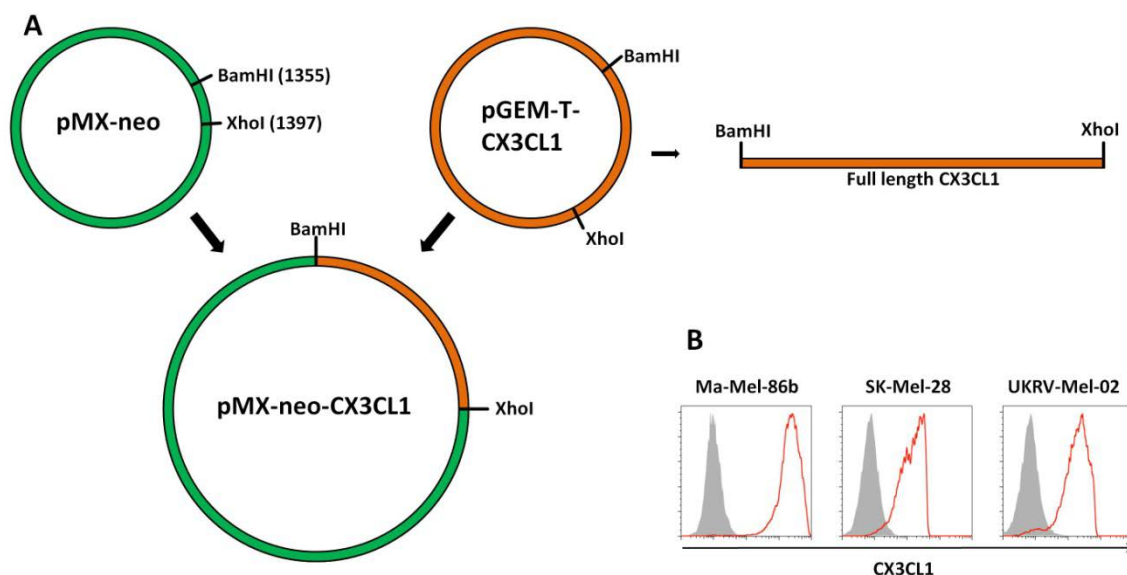 A
pMX-neo
BamHI (1355)
XhoI (1397)
pGEM-T-
CX3CL1
BamHI
XhoI
BamHI
XhoI
Full length CX3CL1
BamHI
pMX-neo-CX3CL1
XhoI
B
Ma-Mel-86b
SK-Mel-28
UKRV-Mel-02
CX3CL1